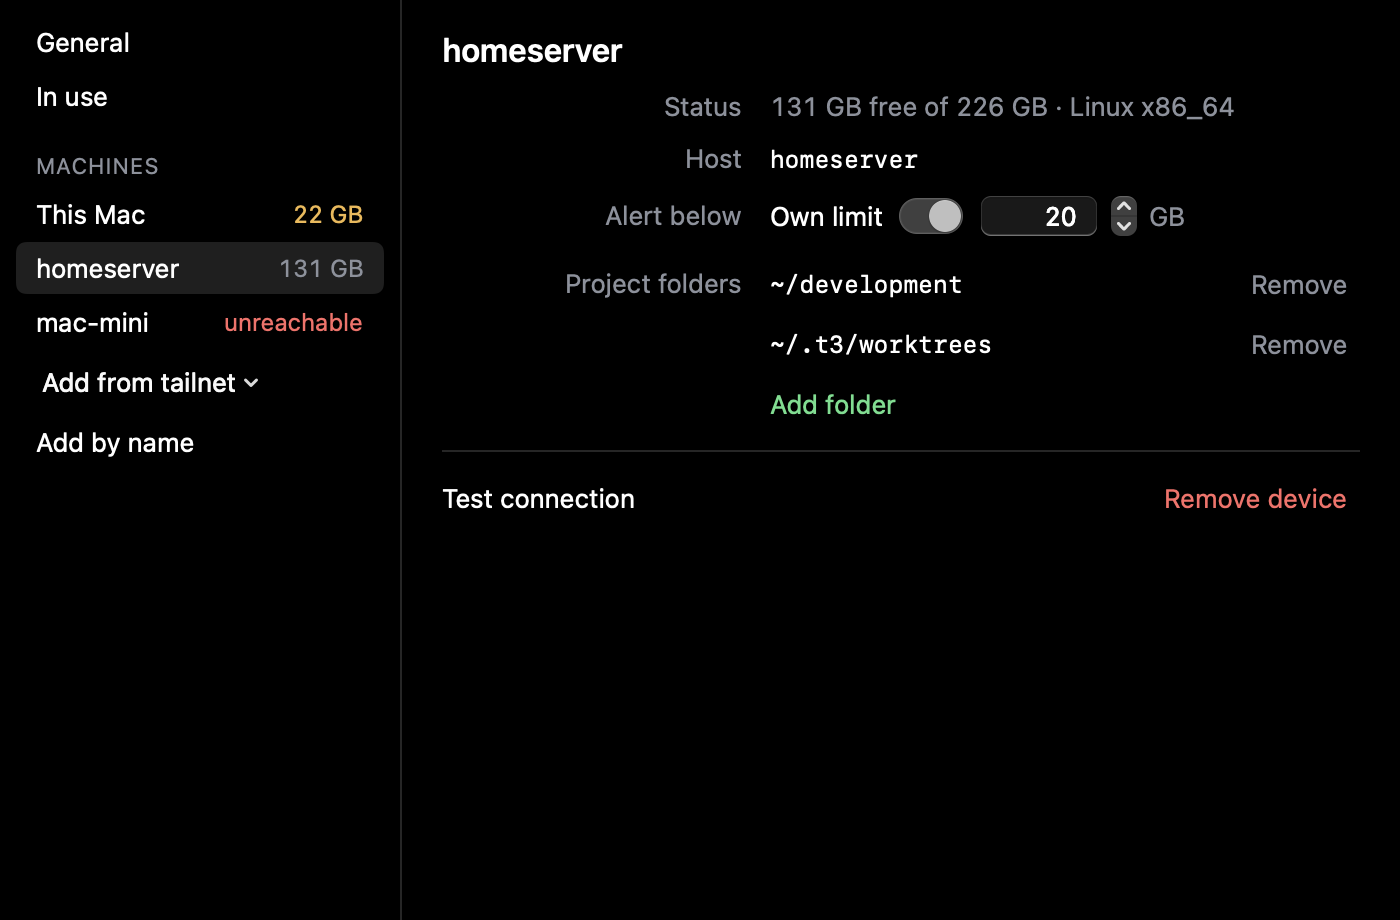 General
In use
MACHINES
This Mac 22 GB
homeserver 131 GB
mac-mini unreachable
Add from tailnet
Add by name
homeserver
Status 131 GB free of 226 GB · Linux x86_64
Host homeserver
Alert below Own limit 20 GB
Project folders ~/development Remove
~/.t3/worktrees Remove
Add folder
Test connection Remove device